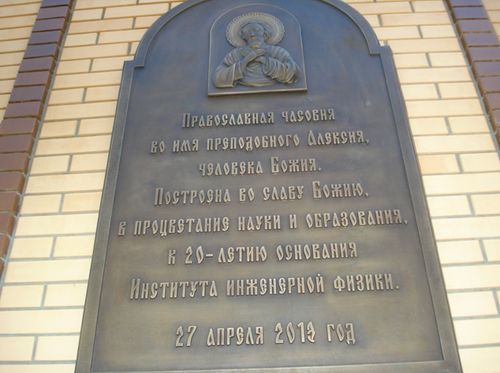 Православная часовня
во имя преподобного Алексия,
человека Божия.
Построена во славу Божию,
в процветание науки и образования,
к 20-летию основания
Института инженерной физики.
27 апреля 2013 год